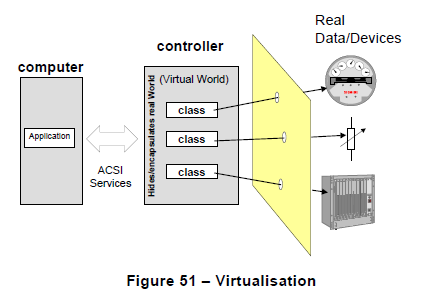 Real
Data/Devices
controller
computer
(Virtual World)
Hides/encapsulates real World
class
Application
class
ACSI
Services
class
Figure 51 – Virtualisation